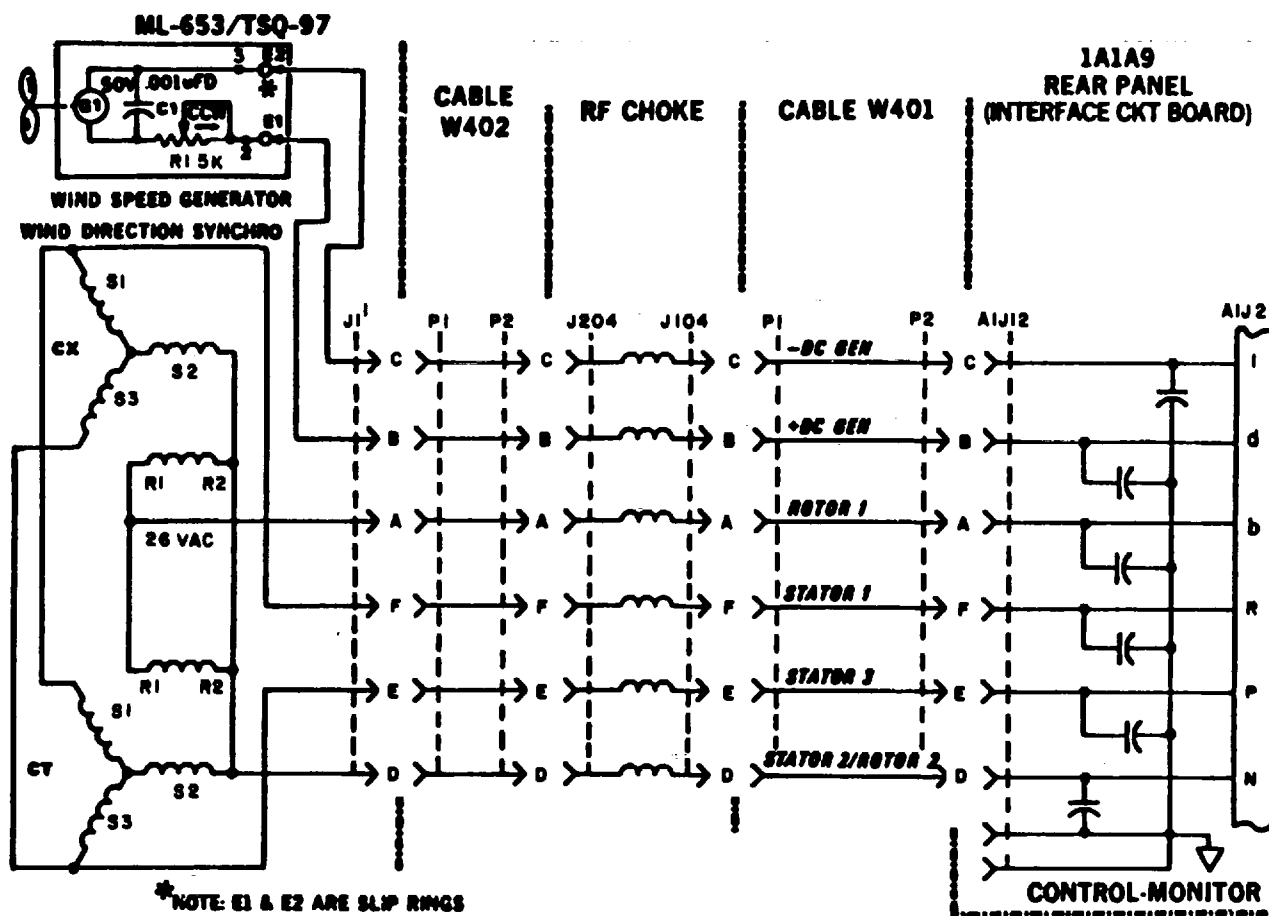 ML-653/TSQ-97
3 E2
50V .001uFD
*
G1
C1
CCW
E1
2
R1 5K
WIND SPEED GENERATOR
WIND DIRECTION SYNCHRO
CABLE
W402
RF CHOKE
CABLE W401
1A1A9
REAR PANEL
(INTERFACE CKT BOARD)
S1
CX
S2
S3
R1 R2
26 VAC
R1 R2
S1
CT
S2
S3
J1 P1 P2 J204 J104 P1 P2 A1J12 A1J2
C C C -DC GEN C 1
B B B +DC GEN B d
A A A ROTOR 1 A b
F F F STATOR 1 F R
E E E STATOR 3 E P
D D D STATOR 2/ROTOR 2 D N
*NOTE: E1 & E2 ARE SLIP RINGS
CONTROL-MONITOR